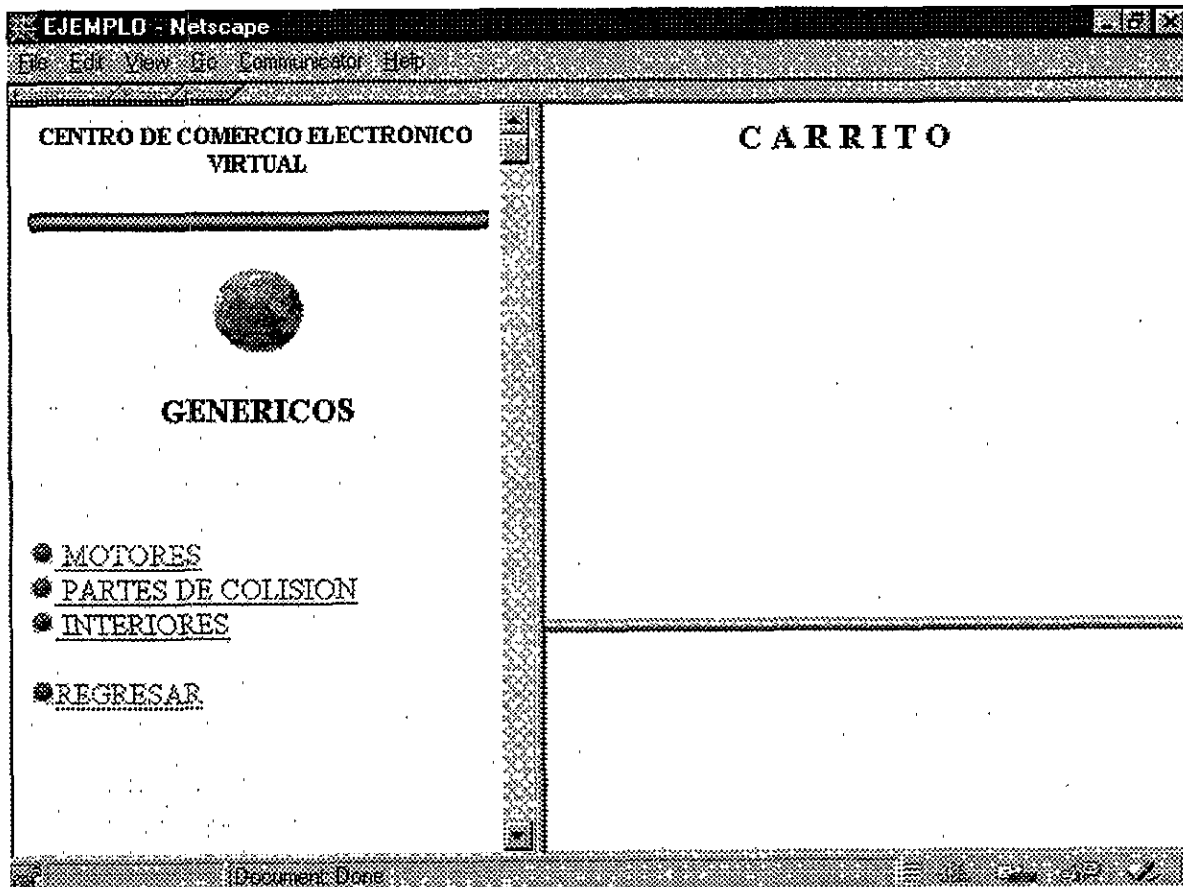 EJEMPLO - Netscape
File Edit View Go Communicator Help
CENTRO DE COMERCIO ELECTRONICO
VIRTUAL
GENERICOS
MOTORES
PARTES DE COLISION
INTERIORES
REGRESAR
C A R R I T O
Document: Done